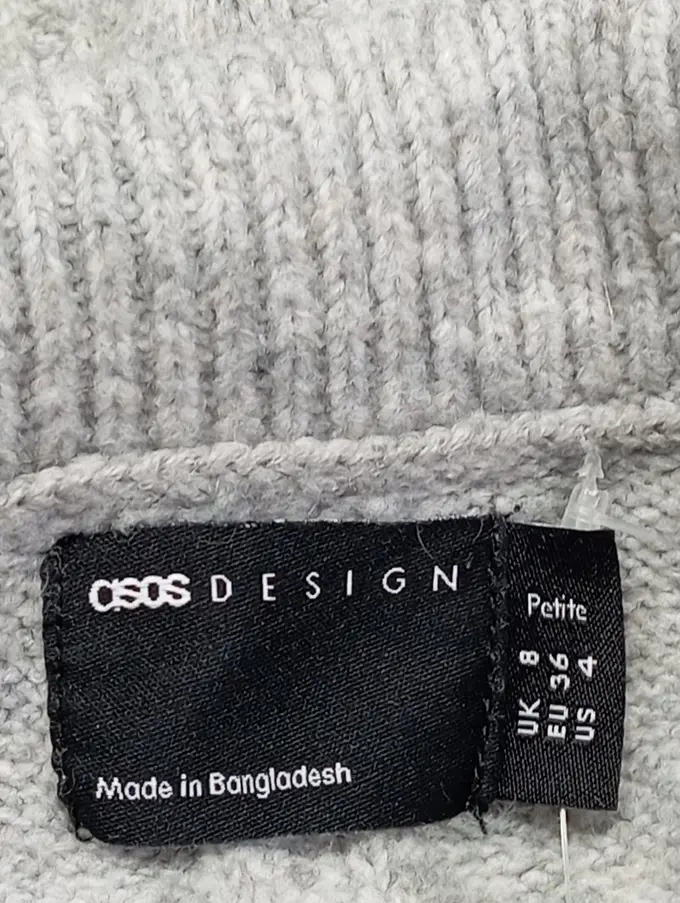 asos DESIGN
Made in Bangladesh
Petite
UK 8
EU 36
US 4